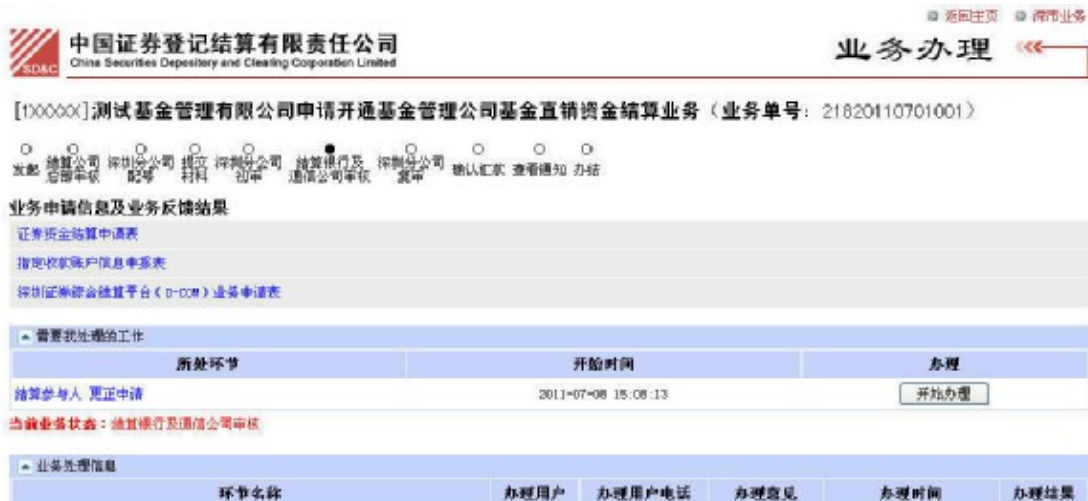 返回主页 深市业务
中国证券登记结算有限责任公司
China Securities Depository and Clearing Corporation Limited
SD&C
业务办理
[1XXXXX]测试基金管理有限公司申请开通基金管理公司基金直销资金结算业务（业务单号：21820110701001）
发起 结算公司总部审核 深圳分公司配号 提交材料 深圳分公司初审 结算银行及通信公司审核 深圳分公司复审 确认汇款 查看通知 办结
业务申请信息及业务反馈结果
证券资金结算申请表
指定收款账户信息申报表
深圳证券综合结算平台（D-COM）业务申请表
需要我处理的工作
所处环节 开始时间 办理
结算参与人 更正申请 2011-07-08 15:08:13 开始办理
当前业务状态：结算银行及通信公司审核
业务处理信息
环节名称 办理用户 办理用户电话 办理意见 办理时间 办理结果